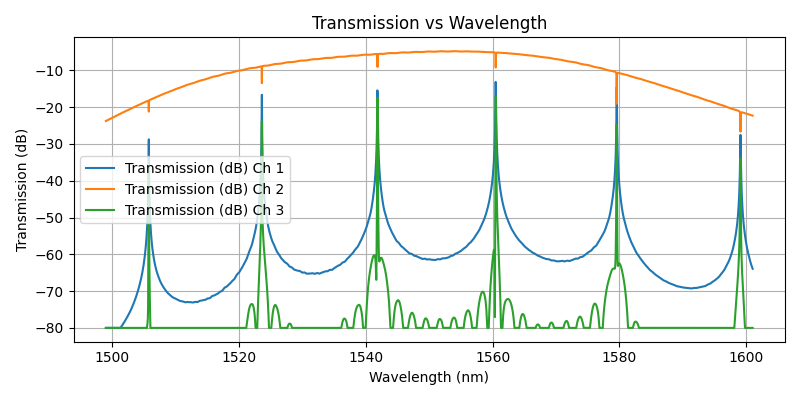 Transmission vs Wavelength
Transmission (dB)
−10
−20
−30
−40
−50
−60
−70
−80
Transmission (dB) Ch 1
Transmission (dB) Ch 2
Transmission (dB) Ch 3
1500
1520
1540
1560
1580
1600
Wavelength (nm)